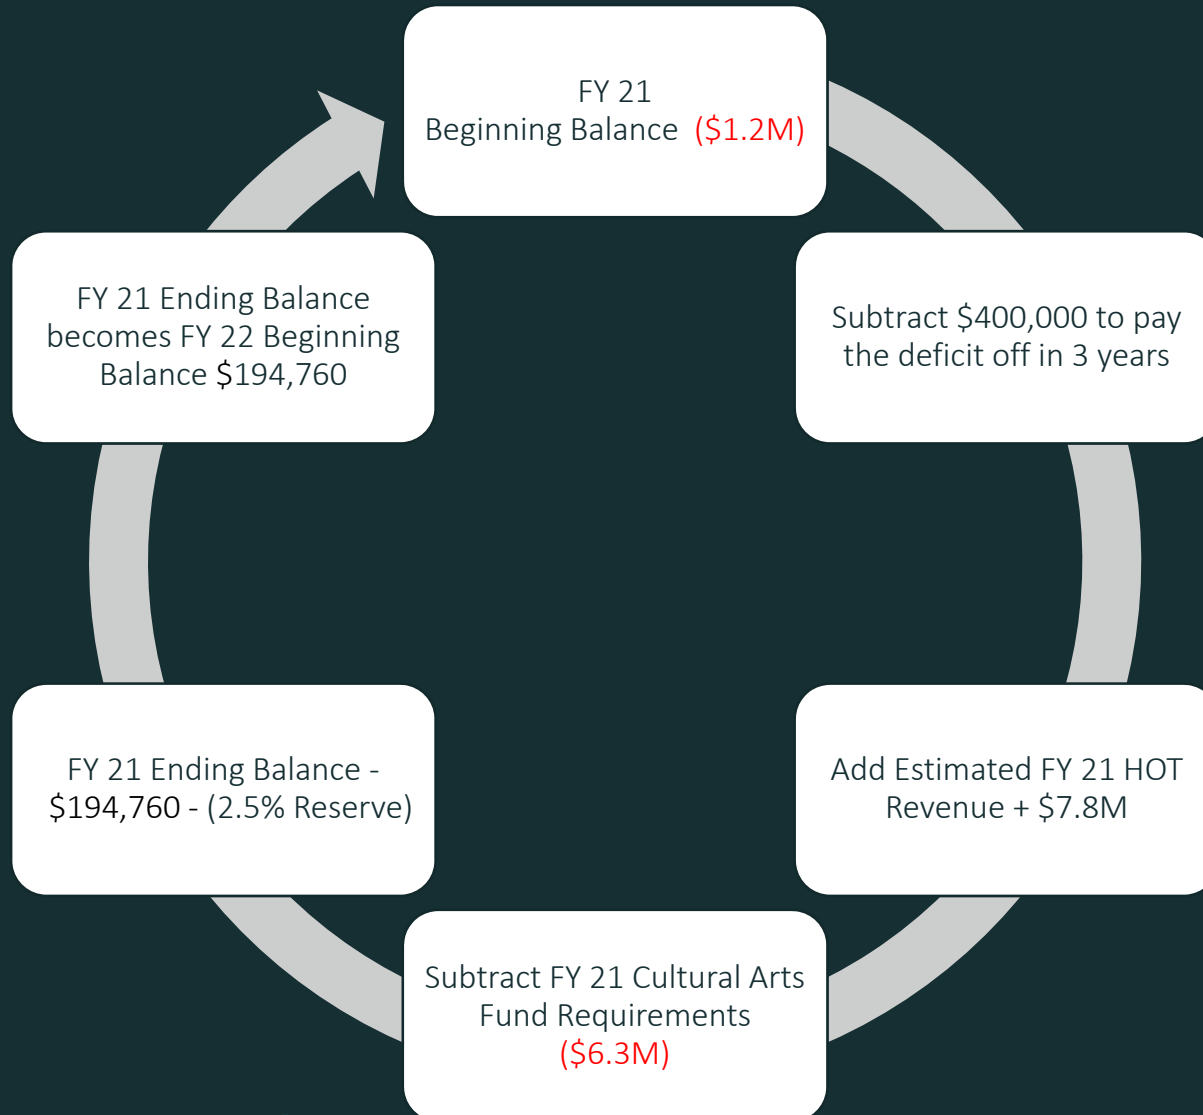 FY 21
Beginning Balance ($1.2M)
Subtract $400,000 to pay
the deficit off in 3 years
Add Estimated FY 21 HOT
Revenue + $7.8M
Subtract FY 21 Cultural Arts
Fund Requirements
($6.3M)
FY 21 Ending Balance -
$194,760 - (2.5% Reserve)
FY 21 Ending Balance
becomes FY 22 Beginning
Balance $194,760